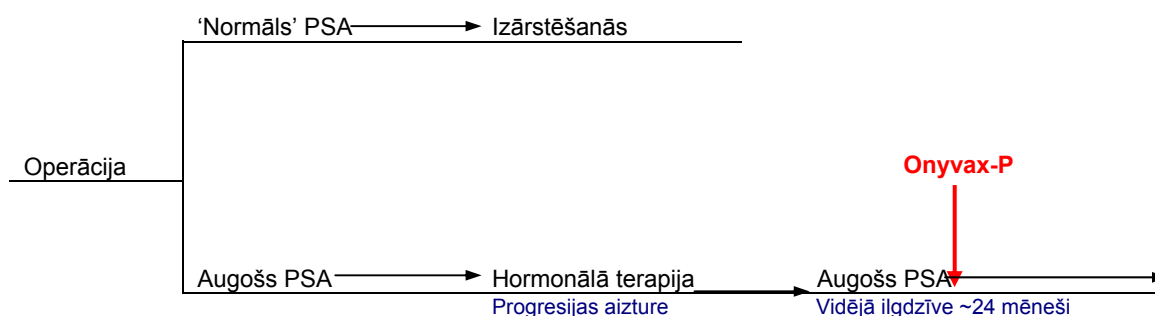 ‘Normāls’ PSA Izārstēšanās
Operācija
Onyvax-P
Augošs PSA Hormonālā terapija Augošs PSA
Progresijas aizture Vidējā ilgdzīve ~24 mēneši